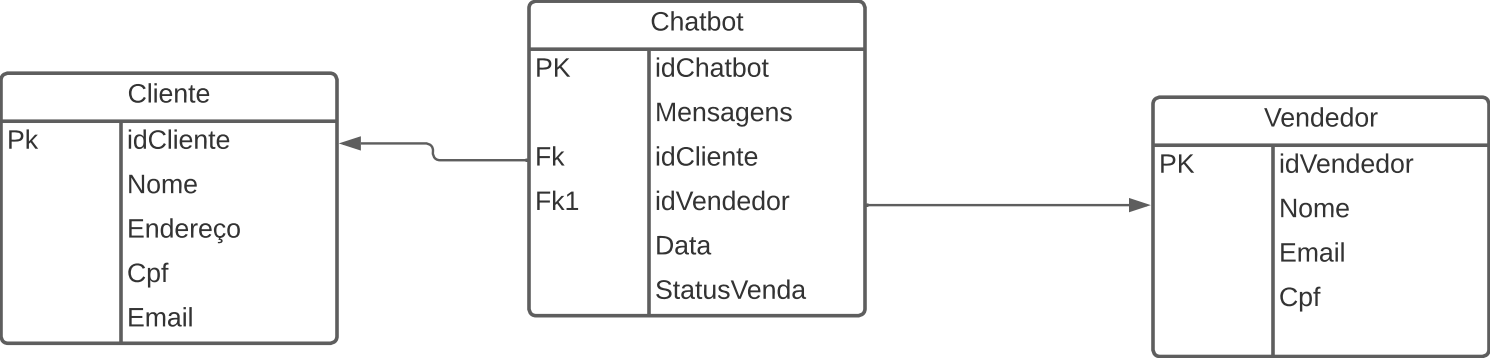 Cliente
Pk idCliente
Nome
Endereço
Cpf
Email
Chatbot
PK idChatbot
Mensagens
Fk idCliente
Fk1 idVendedor
Data
StatusVenda
Vendedor
PK idVendedor
Nome
Email
Cpf